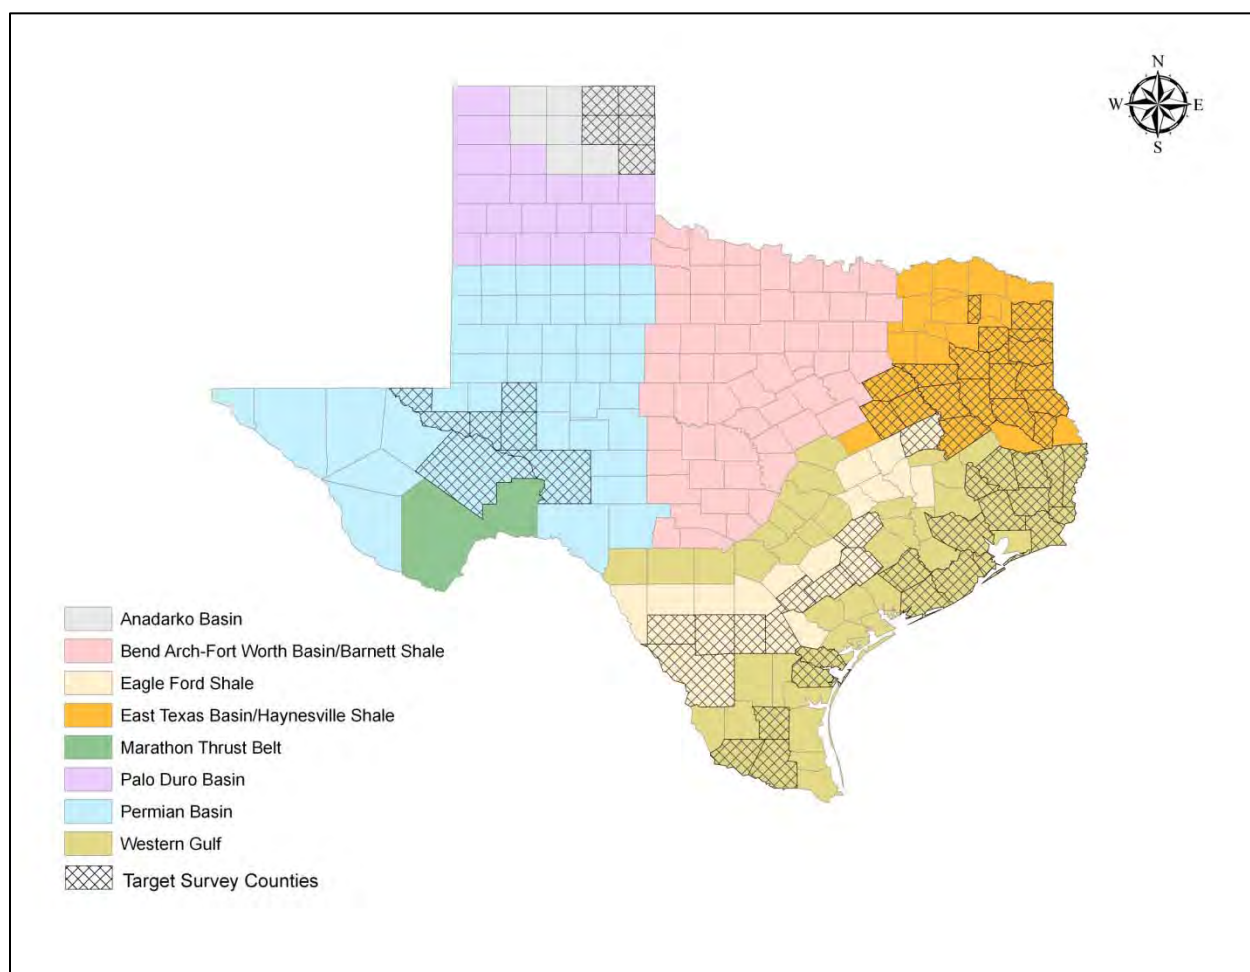 N
W E
S
Anadarko Basin
Bend Arch-Fort Worth Basin/Barnett Shale
Eagle Ford Shale
East Texas Basin/Haynesville Shale
Marathon Thrust Belt
Palo Duro Basin
Permian Basin
Western Gulf
Target Survey Counties